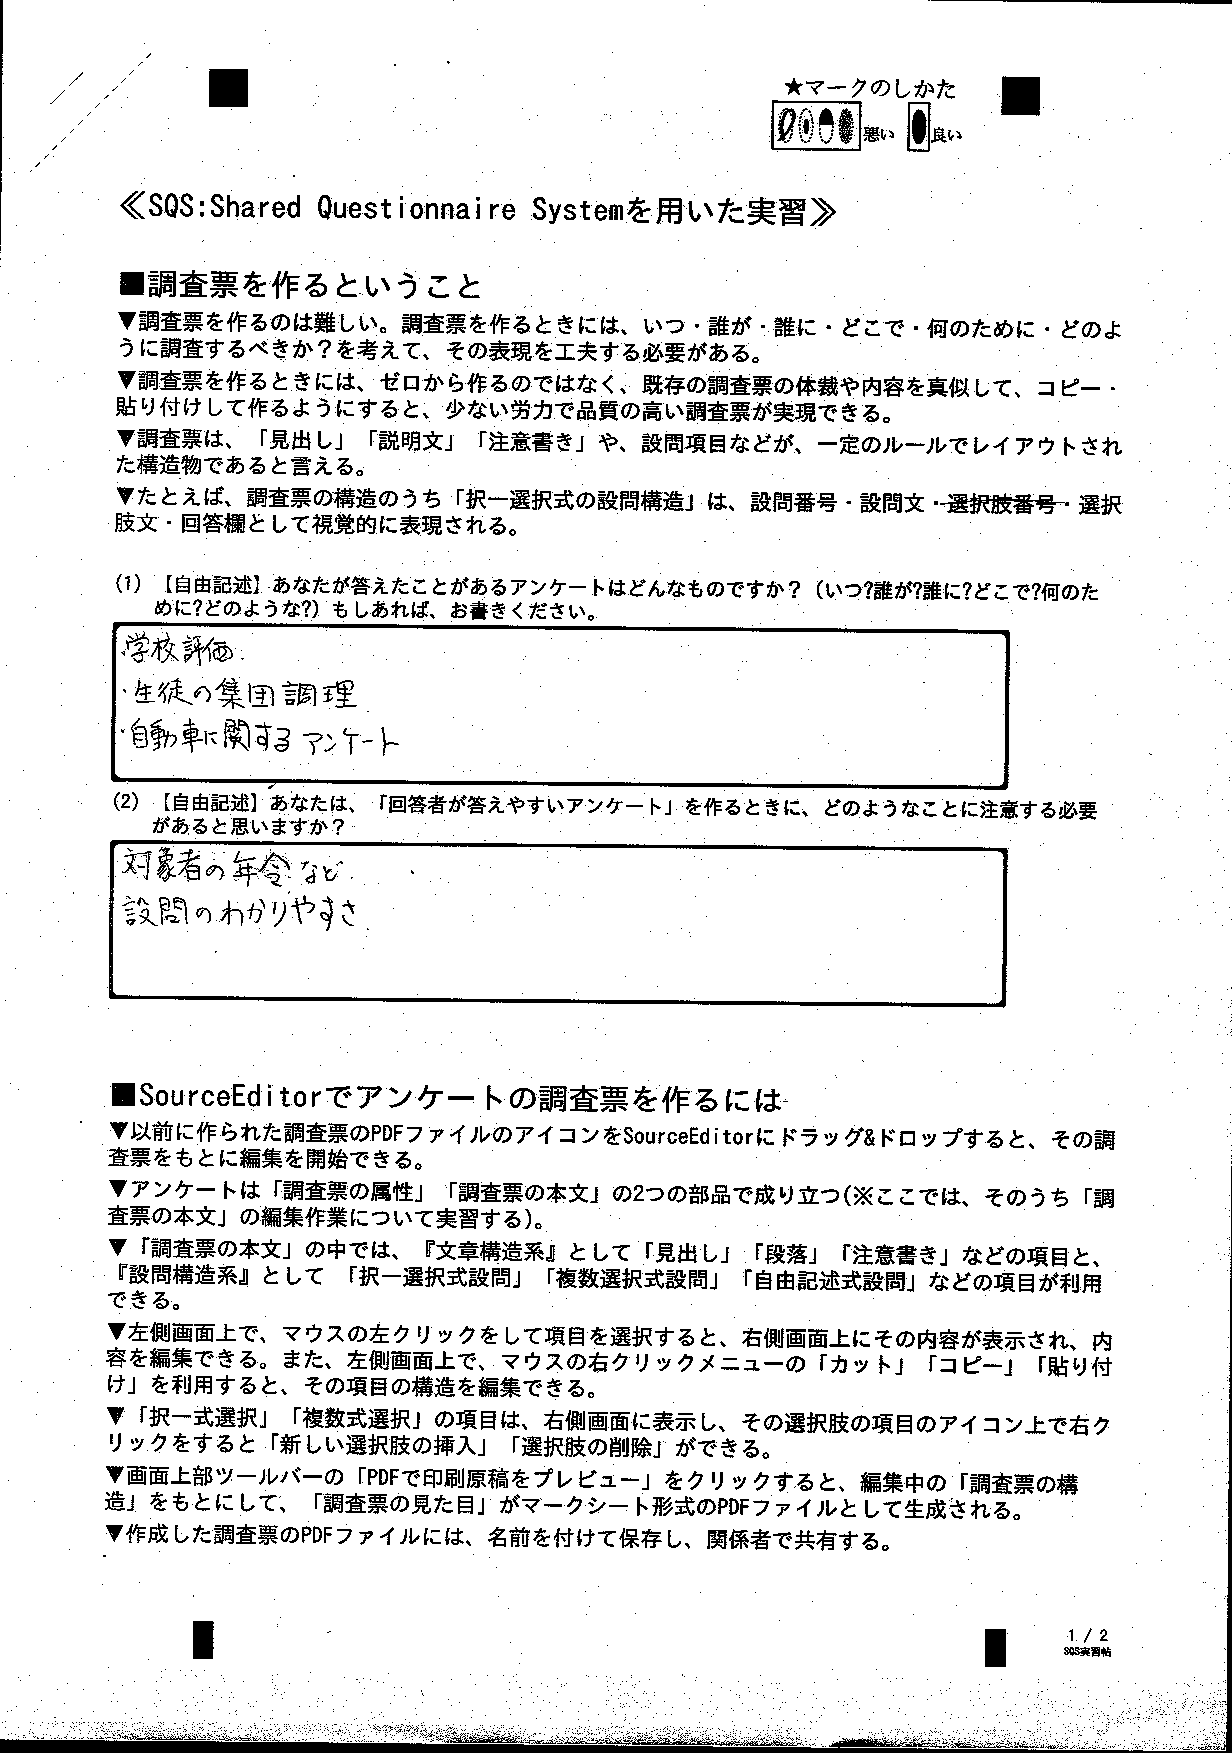 ★マークのしかた
悪い 良い
≪SQS:Shared Questionnaire Systemを用いた実習≫
■調査票を作るということ
▼調査票を作るのは難しい。調査票を作るときには、いつ・誰が・誰に・どこで・何のために・どのよ
うに調査するべきか？を考えて、その表現を工夫する必要がある。
▼調査票を作るときには、ゼロから作るのではなく、既存の調査票の体裁や内容を真似して、コピー・
貼り付けして作るようにすると、少ない労力で品質の高い調査票が実現できる。
▼調査票は、「見出し」「説明文」「注意書き」や、設問項目などが、一定のルールでレイアウトされ
た構造物であると言える。
▼たとえば、調査票の構造のうち「択一選択式の設問構造」は、設問番号・設問文・選択肢番号・選択
肢文・回答欄として視覚的に表現される。
(1) 【自由記述】あなたが答えたことがあるアンケートはどんなものですか？（いつ?誰が?誰に?どこで?何のた
めに?どのような?）もしあれば、お書きください。
・学校評価
・生徒の集団調理
・自動車に関するアンケート
(2) 【自由記述】あなたは、「回答者が答えやすいアンケート」を作るときに、どのようなことに注意する必要
があると思いますか？
対象者の年令など
設問のわかりやすさ
■SourceEditorでアンケートの調査票を作るには
▼以前に作られた調査票のPDFファイルのアイコンをSourceEditorにドラッグ&ドロップすると、その調
査票をもとに編集を開始できる。
▼アンケートは「調査票の属性」「調査票の本文」の2つの部品で成り立つ(※ここでは、そのうち「調
査票の本文」の編集作業について実習する)。
▼「調査票の本文」の中では、『文章構造系』として「見出し」「段落」「注意書き」などの項目と、
『設問構造系』として 「択一選択式設問」「複数選択式設問」「自由記述式設問」などの項目が利用
できる。
▼左側画面上で、マウスの左クリックをして項目を選択すると、右側画面上にその内容が表示され、内
容を編集できる。また、左側画面上で、マウスの右クリックメニューの「カット」「コピー」「貼り付
け」を利用すると、その項目の構造を編集できる。
▼「択一式選択」「複数式選択」の項目は、右側画面に表示し、その選択肢の項目のアイコン上で右ク
リックをすると「新しい選択肢の挿入」「選択肢の削除」ができる。
▼画面上部ツールバーの「PDFで印刷原稿をプレビュー」をクリックすると、編集中の「調査票の構
造」をもとにして、「調査票の見た目」がマークシート形式のPDFファイルとして生成される。
▼作成した調査票のPDFファイルには、名前を付けて保存し、関係者で共有する。
1 / 2
SQS実習帖